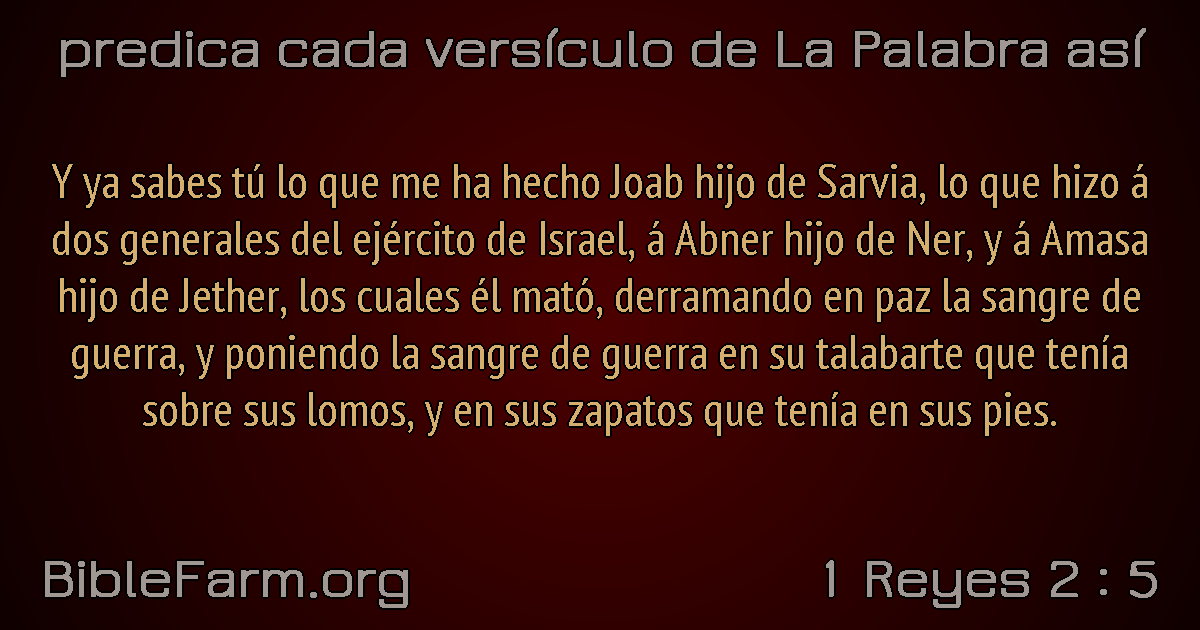 predica cada versículo de La Palabra así
Y ya sabes tú lo que me ha hecho Joab hijo de Sarvia, lo que hizo á
dos generales del ejército de Israel, á Abner hijo de Ner, y á Amasa
hijo de Jether, los cuales él mató, derramando en paz la sangre de
guerra, y poniendo la sangre de guerra en su talabarte que tenía
sobre sus lomos, y en sus zapatos que tenía en sus pies.
BibleFarm.org
1 Reyes 2 : 5